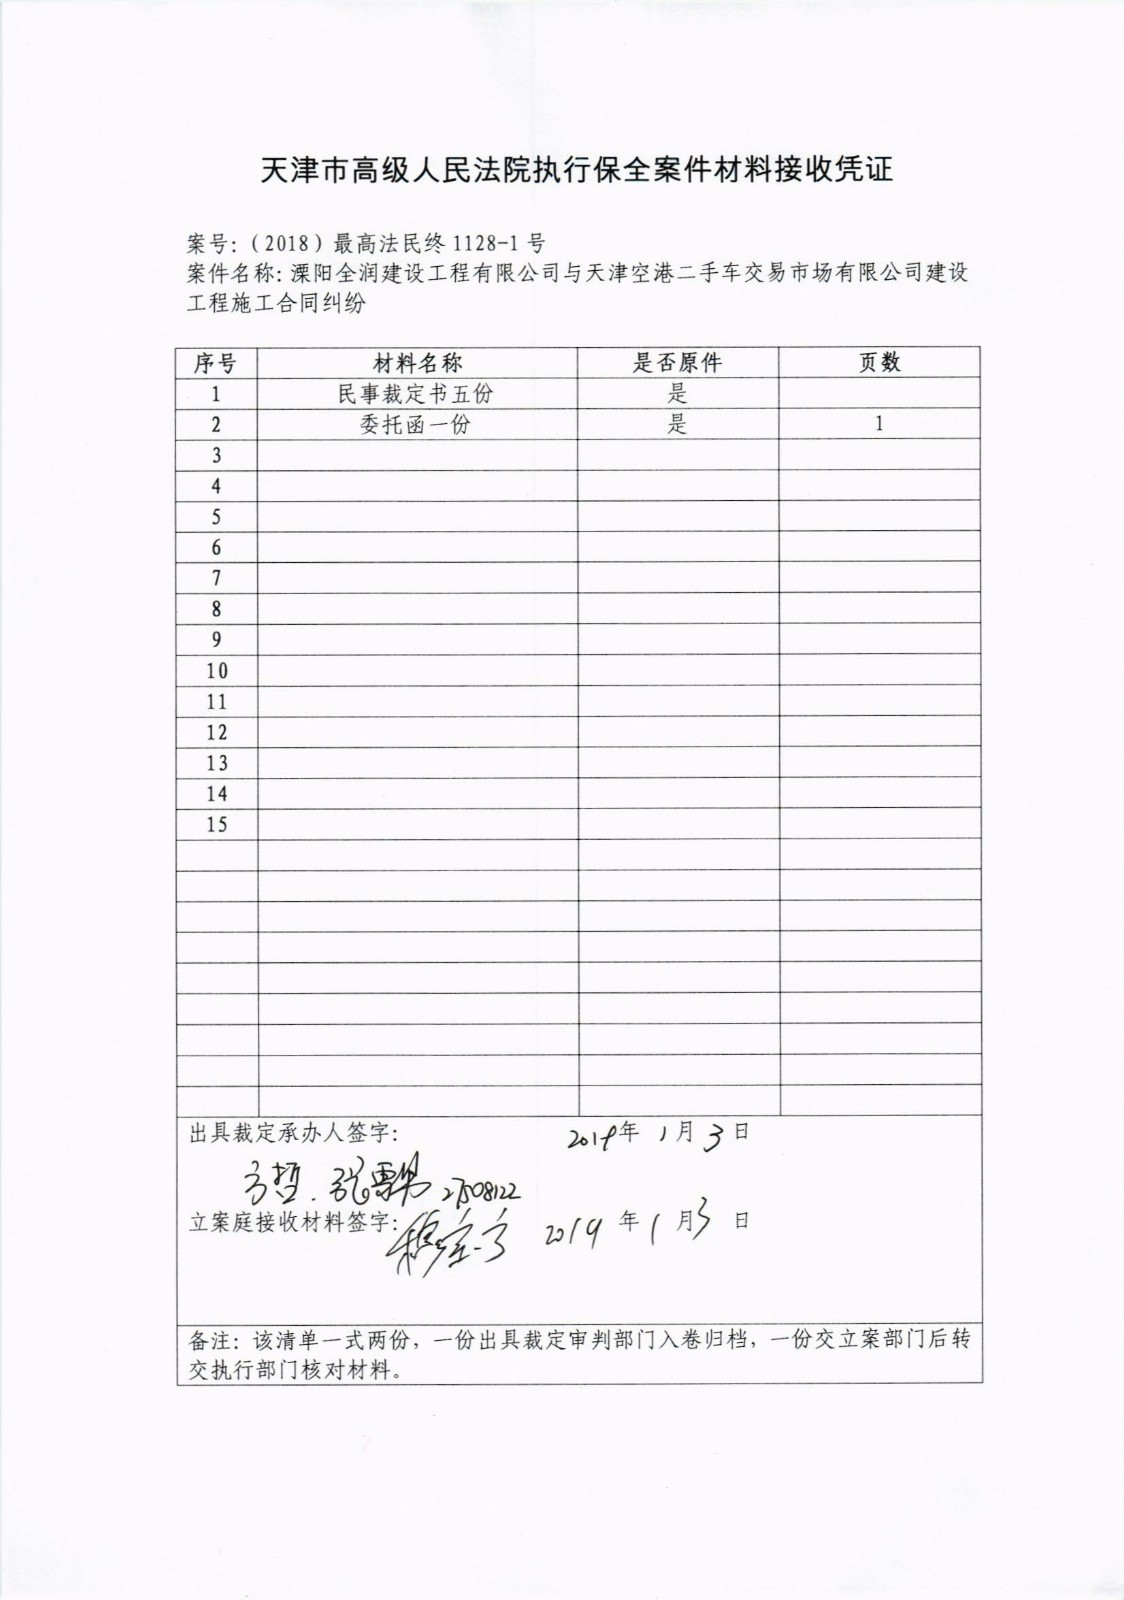 天津市高级人民法院执行保全案件材料接收凭证
案号：（2018）最高法民终 1128-1 号
案件名称：溧阳全润建设工程有限公司与天津空港二手车交易市场有限公司建设
工程施工合同纠纷
序号 材料名称 是否原件 页数
1 民事裁定书五份 是
2 委托函一份 是 1
3
4
5
6
7
8
9
10
11
12
13
14
15
出具裁定承办人签字： 2019年 1月 3日
方哲
立案庭接收材料签字： 2019年 1月3日
备注：该清单一式两份，一份出具裁定审判部门入卷归档，一份交立案部门后转
交执行部门核对材料。